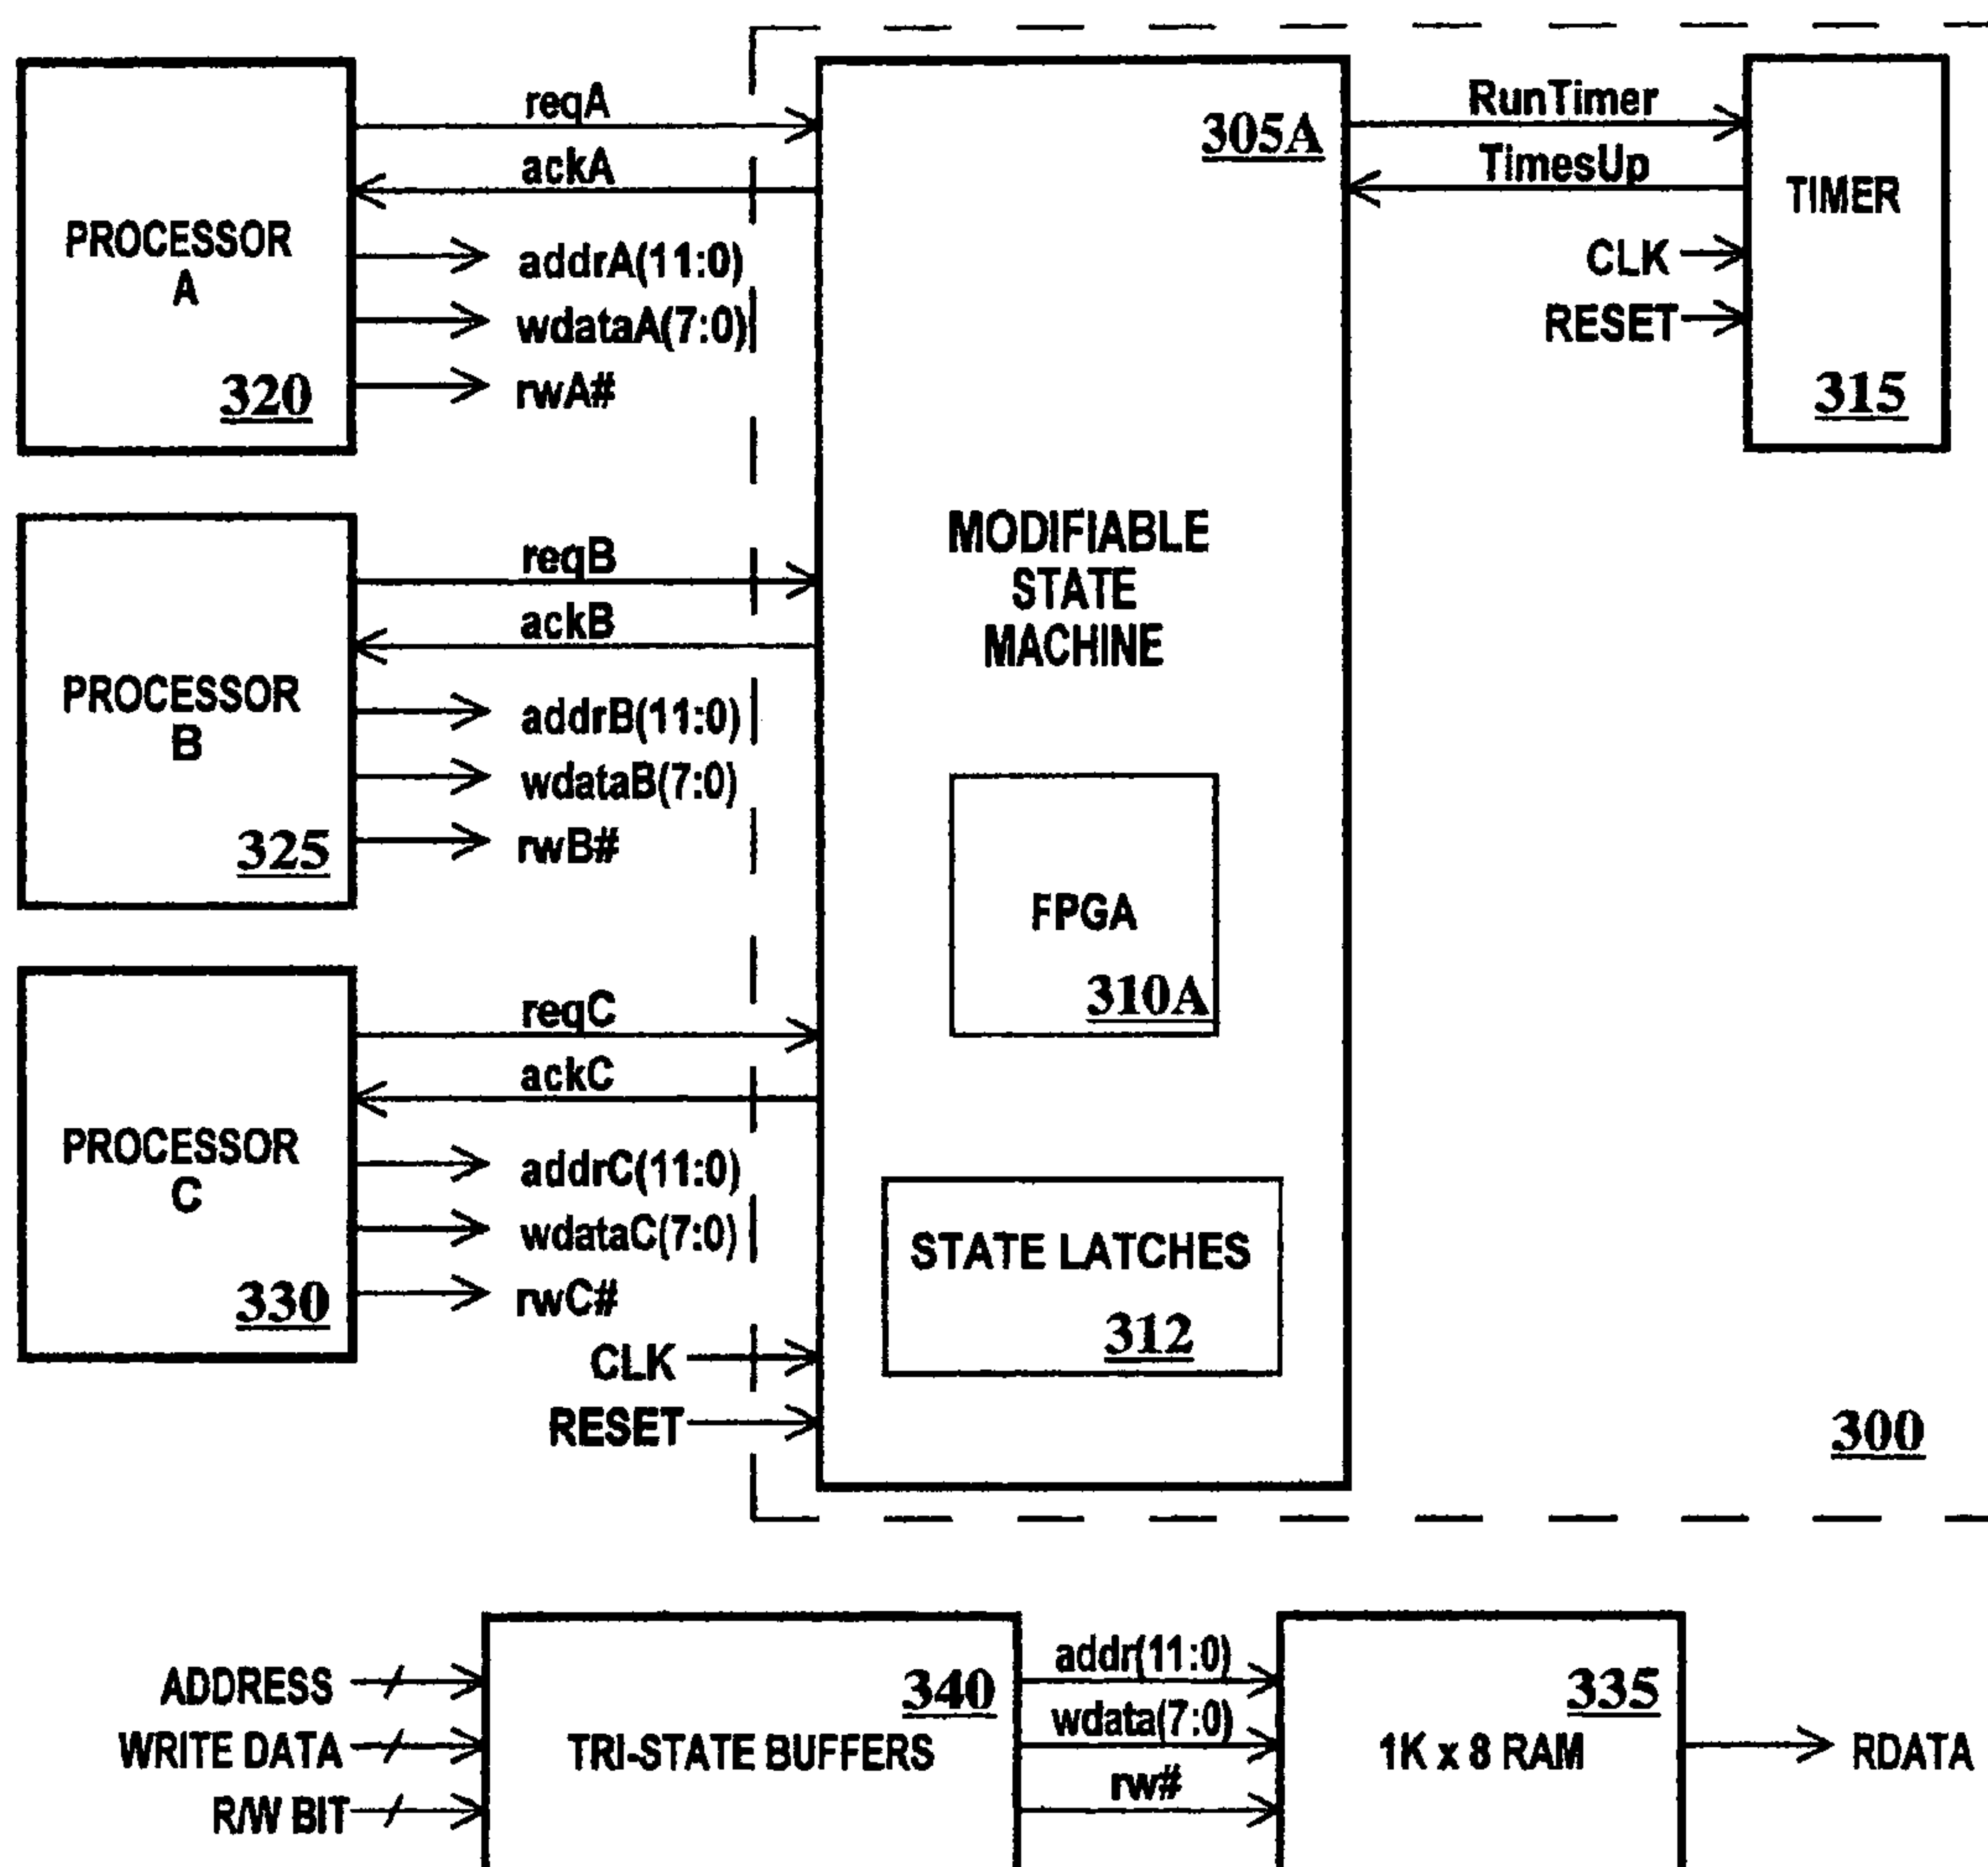 PROCESSOR
A
320
reqA
ackA
addrA(11:0)
wdataA(7:0)
rwA#
PROCESSOR
B
325
reqB
ackB
addrB(11:0)
wdataB(7:0)
rwB#
PROCESSOR
C
330
reqC
ackC
addrC(11:0)
wdataC(7:0)
rwC#
CLK
RESET
305A
MODIFIABLE
STATE
MACHINE
FPGA
310A
STATE LATCHES
312
RunTimer
TimesUp
TIMER
CLK
RESET
315
300
ADDRESS
WRITE DATA
R/W BIT
340
TRI-STATE BUFFERS
addr(11:0)
wdata(7:0)
rw#
335
1K x 8 RAM
RDATA